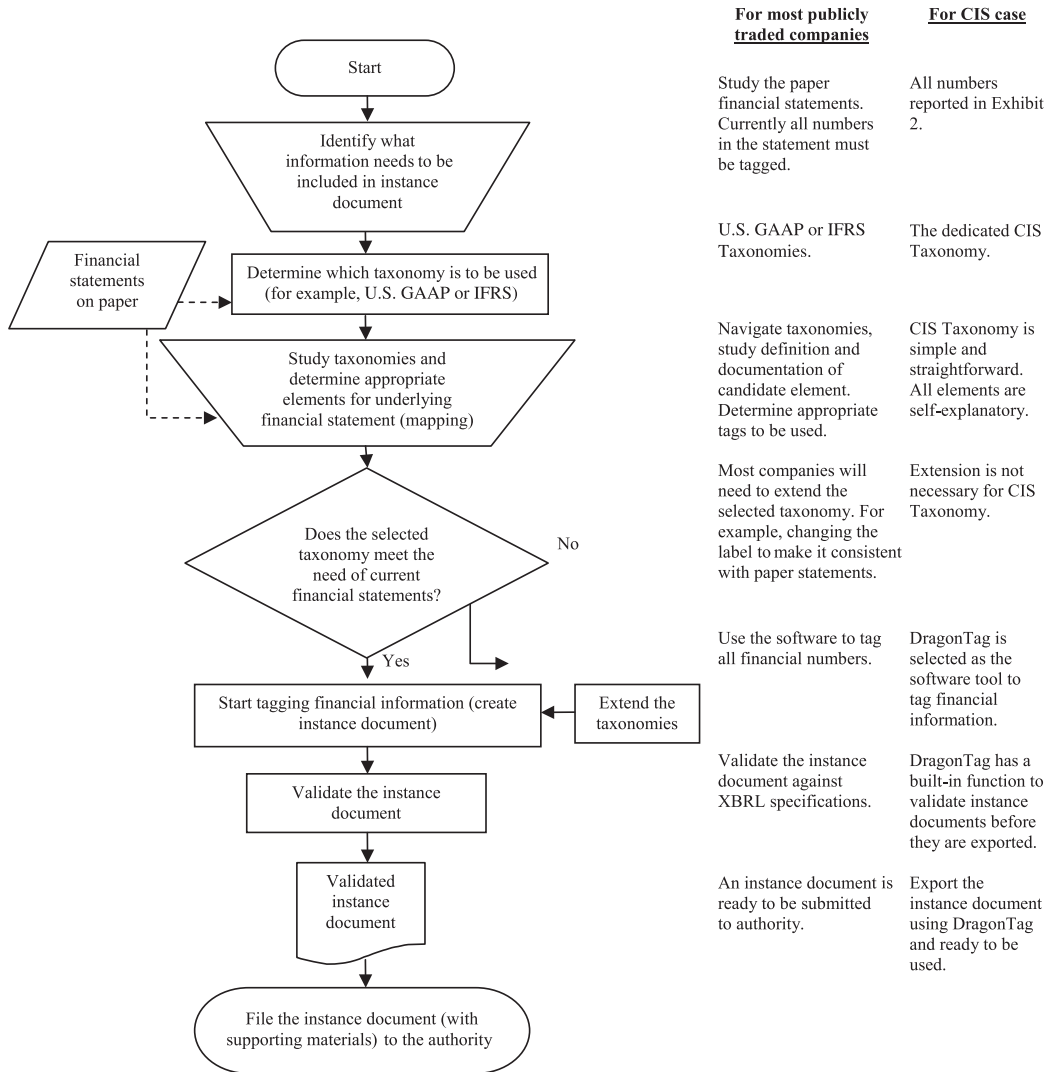 Start
Identify what
information needs to be
included in instance
document
Financial
statements
on paper
Determine which taxonomy is to be used
(for example, U.S. GAAP or IFRS)
Study taxonomies and
determine appropriate
elements for underlying
financial statement (mapping)
Does the selected
taxonomy meet the
need of current
financial statements?
No
Yes
Start tagging financial information (create
instance document)
Extend the
taxonomies
Validate the instance
document
Validated
instance
document
File the instance document (with
supporting materials) to the authority
For most publicly
traded companies
Study the paper
financial statements.
Currently all numbers
in the statement must
be tagged.
U.S. GAAP or IFRS
Taxonomies.
Navigate taxonomies,
study definition and
documentation of
candidate element.
Determine appropriate
tags to be used.
Most companies will
need to extend the
selected taxonomy. For
example, changing the
label to make it consistent
with paper statements.
Use the software to tag
all financial numbers.
Validate the instance
document against
XBRL specifications.
An instance document is
ready to be submitted
to authority.
For CIS case
All numbers
reported in Exhibit
2.
The dedicated CIS
Taxonomy.
CIS Taxonomy is
simple and
straightforward.
All elements are
self-explanatory.
Extension is not
necessary for CIS
Taxonomy.
DragonTag is
selected as the
software tool to
tag financial
information.
DragonTag has a
built-in function to
validate instance
documents before
they are exported.
Export the
instance document
using DragonTag
and ready to be
used.